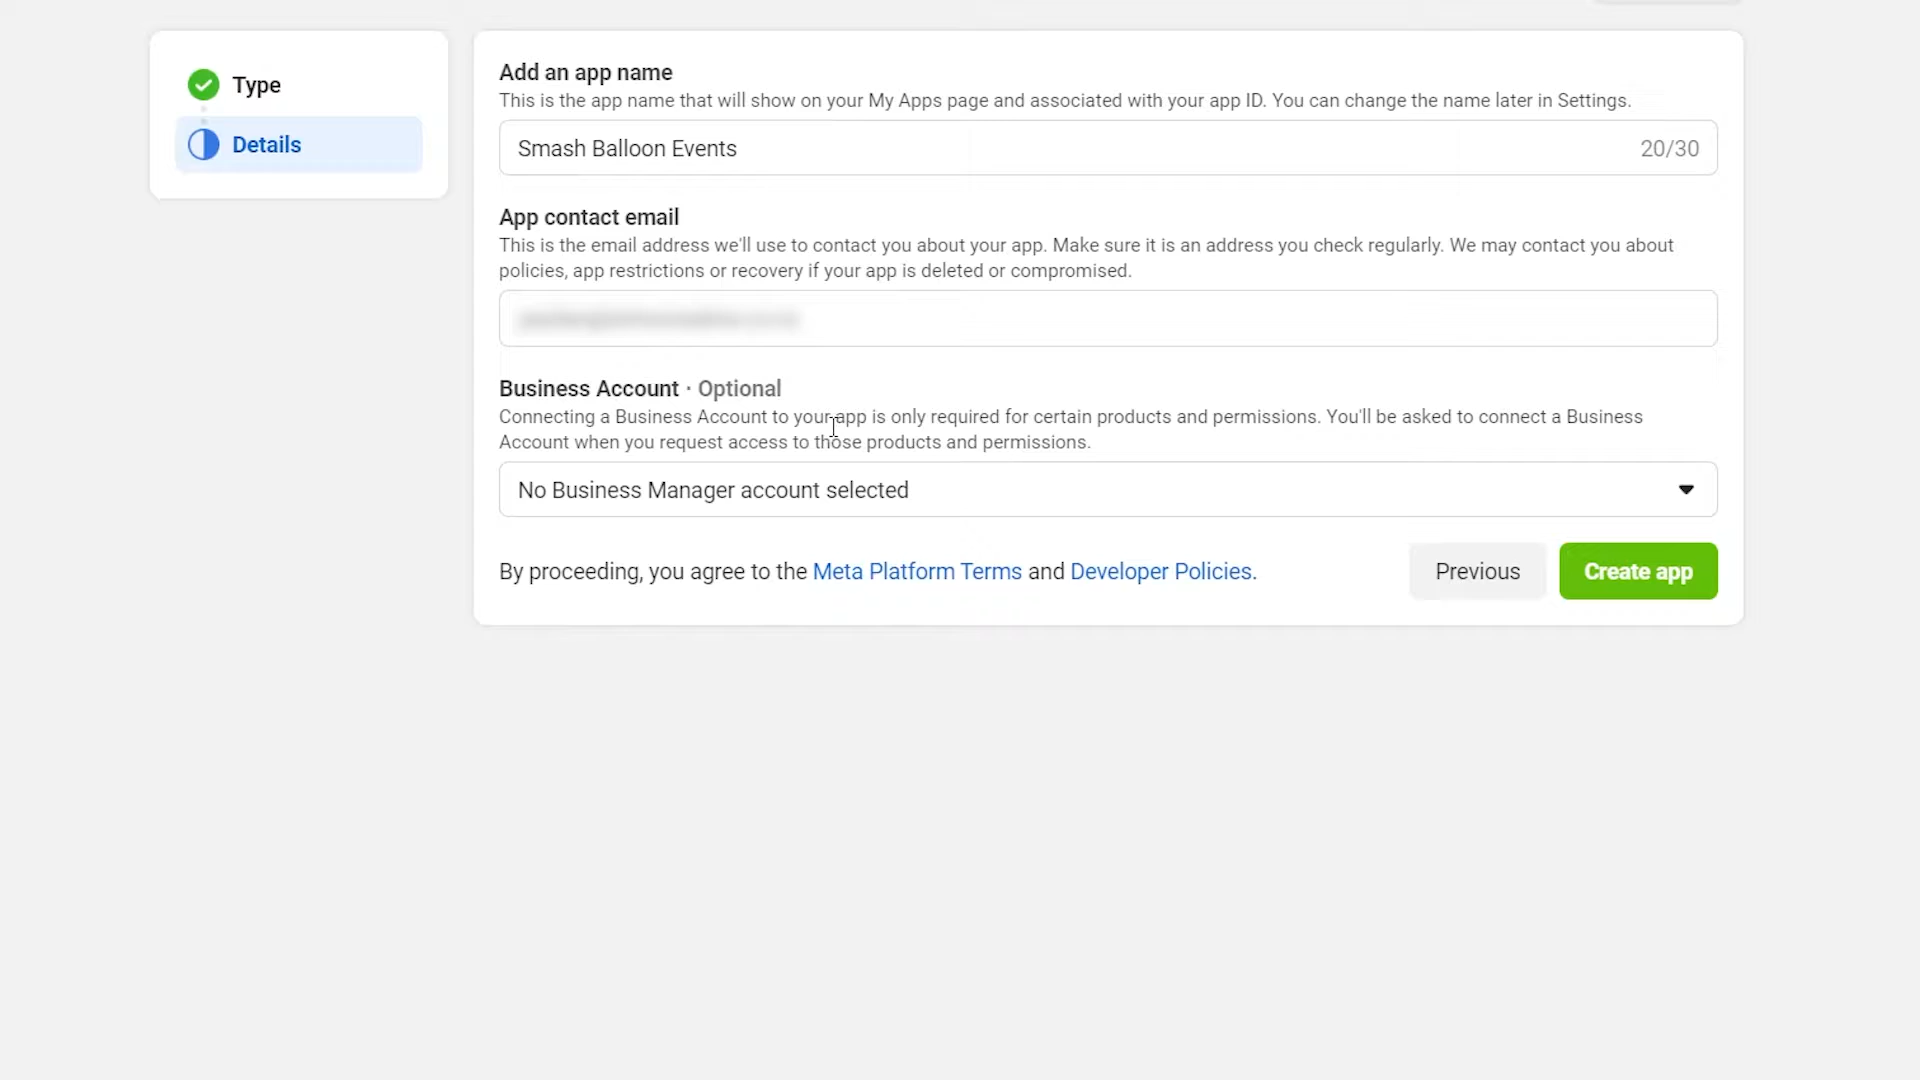 Type
Details
Add an app name
This is the app name that will show on your My Apps page and associated with your app ID. You can change the name later in Settings.
Smash Balloon Events
20/30
App contact email
This is the email address we'll use to contact you about your app. Make sure it is an address you check regularly. We may contact you about
policies, app restrictions or recovery if your app is deleted or compromised.
Business Account · Optional
Connecting a Business Account to your app is only required for certain products and permissions. You'll be asked to connect a Business
Account when you request access to those products and permissions.
No Business Manager account selected
By proceeding, you agree to the Meta Platform Terms and Developer Policies.
Previous
Create app